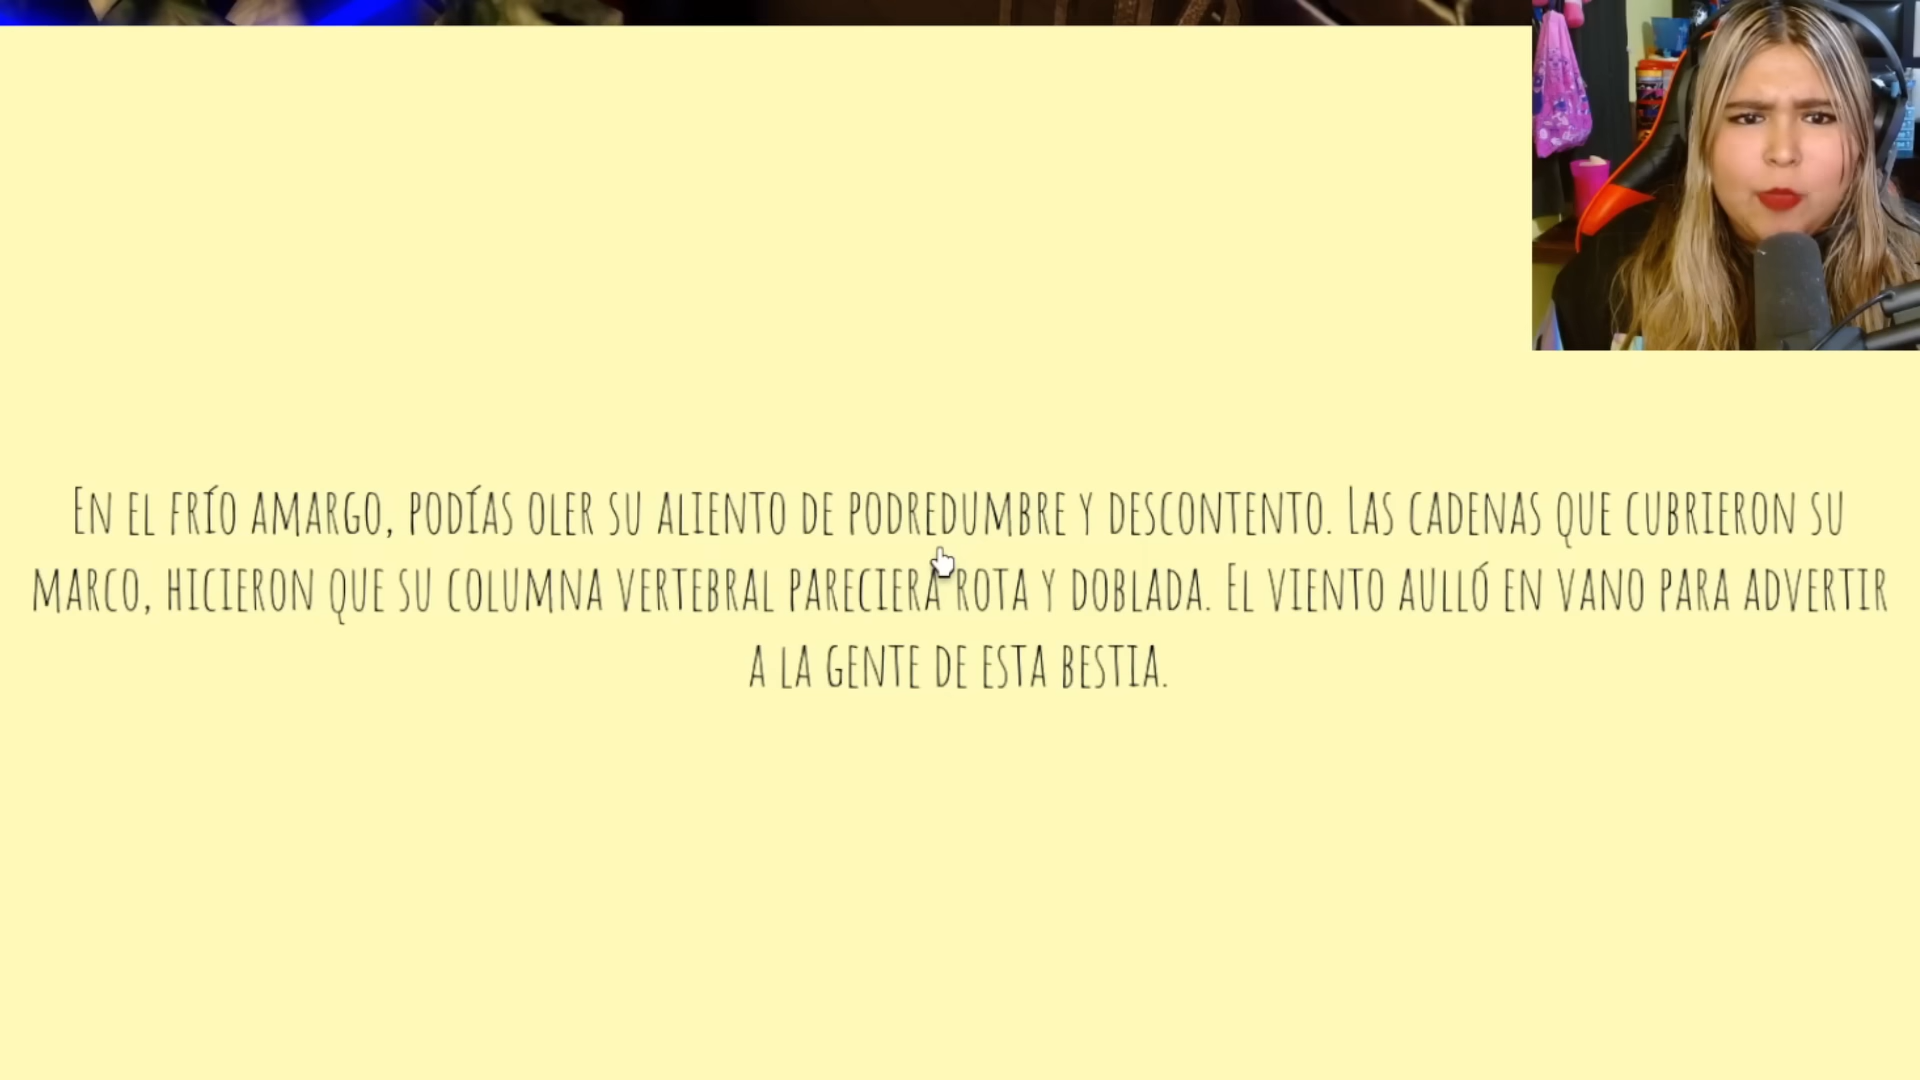 En el frío amargo, podías oler su aliento de podredumbre y descontento. Las cadenas que cubrieron su
marco, hicieron que su columna vertebral pareciera rota y doblada. El viento aulló en vano para advertir
a la gente de esta bestia.